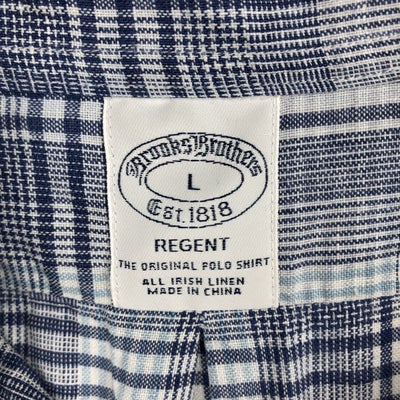 Brooks Brothers
L
Est. 1818
REGENT
THE ORIGINAL POLO SHIRT
ALL IRISH LINEN
MADE IN CHINA